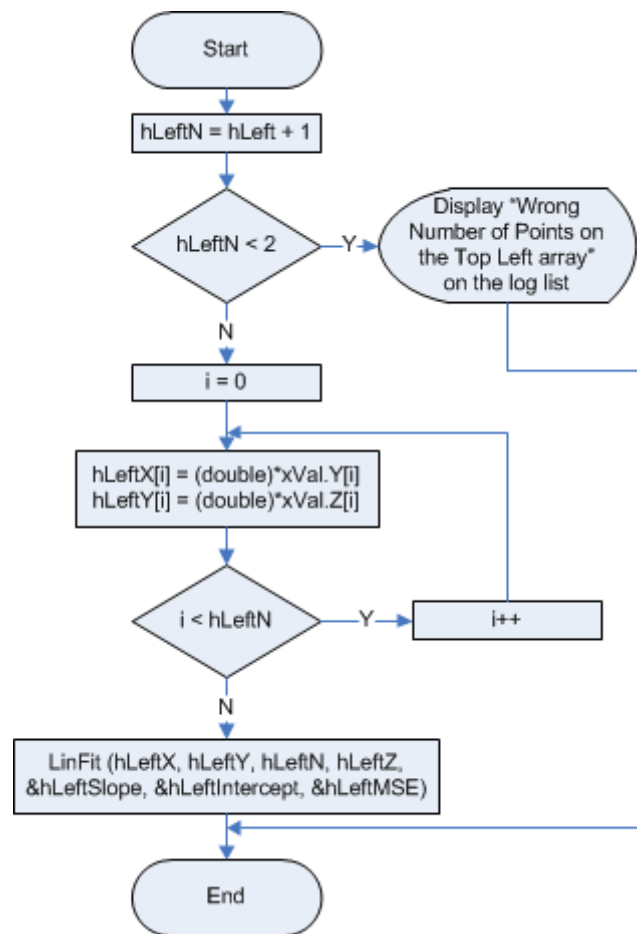 Start
hLeftN = hLeft + 1
hLeftN < 2
Y
Display "Wrong
Number of Points on
the Top Left array"
on the log list
N
i = 0
hLeftX[i] = (double)*xVal.Y[i]
hLeftY[i] = (double)*xVal.Z[i]
i < hLeftN
Y
i++
N
LinFit (hLeftX, hLeftY, hLeftN, hLeftZ,
&hLeftSlope, &hLeftIntercept, &hLeftMSE)
End